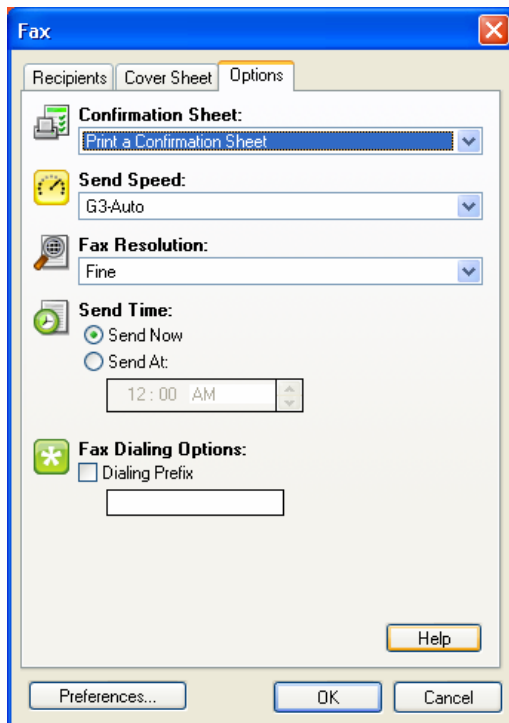 Fax
Recipients Cover Sheet Options
Confirmation Sheet:
Print a Confirmation Sheet
Send Speed:
G3-Auto
Fax Resolution:
Fine
Send Time:
Send Now
Send At:
12 : 00 AM
Fax Dialing Options:
Dialing Prefix
Help
Preferences... OK Cancel